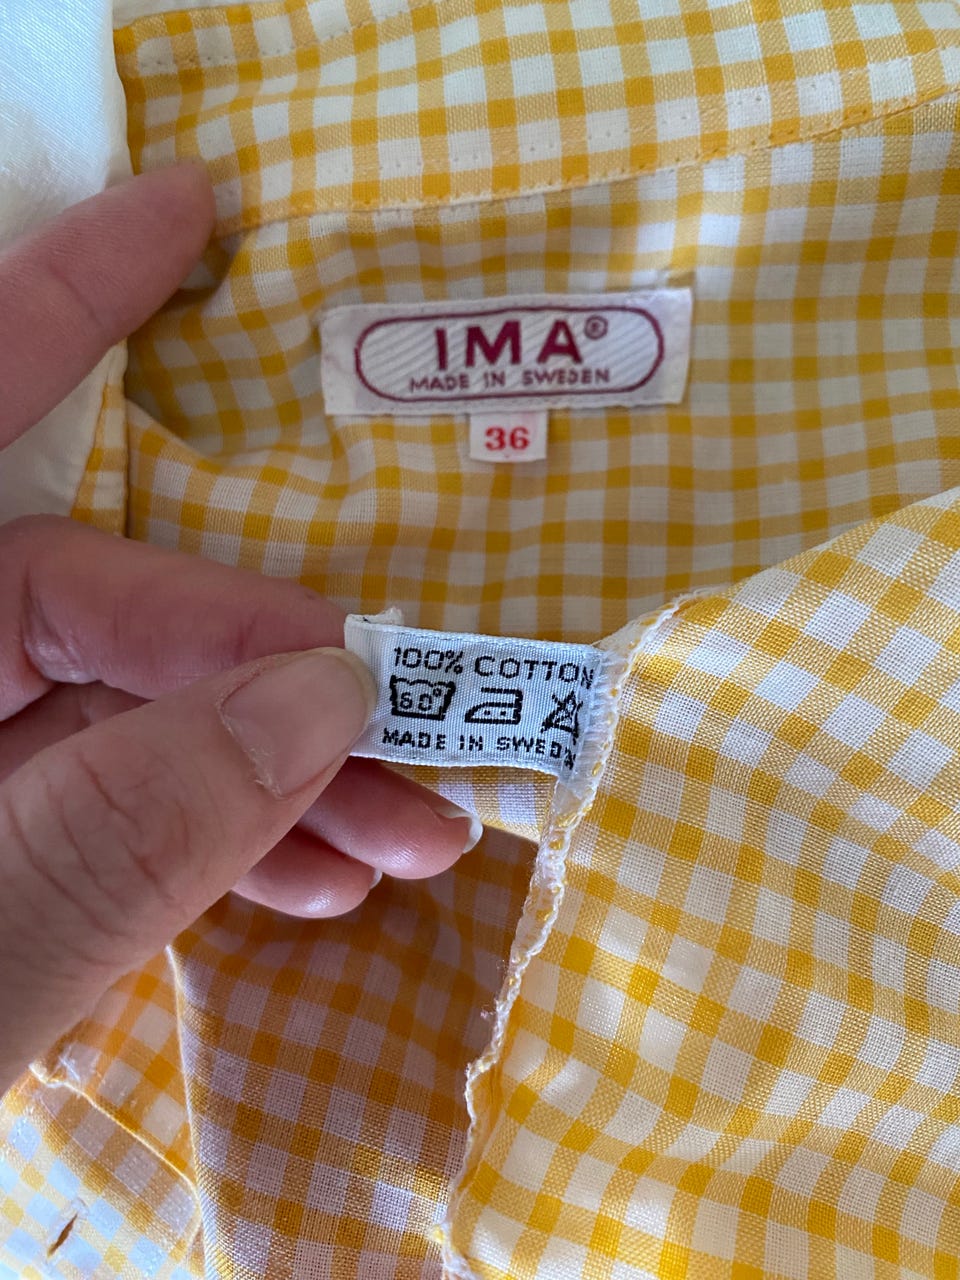 IMA®
MADE IN SWEDEN
36
100% COTTON
60°
MADE IN SWEDEN